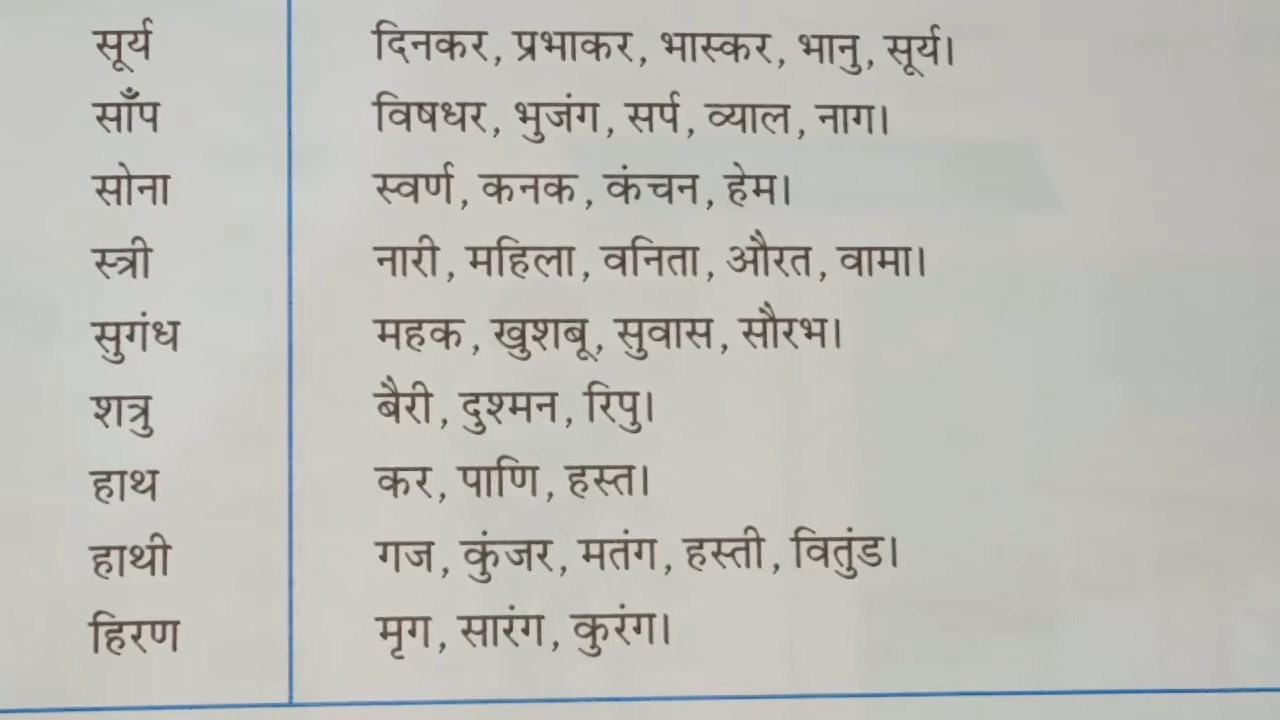 सूर्य दिनकर, प्रभाकर, भास्कर, भानु, सूर्य।
साँप विषधर, भुजंग, सर्प, व्याल, नाग।
सोना स्वर्ण, कनक, कंचन, हेम।
स्त्री नारी, महिला, वनिता, औरत, वामा।
सुगंध महक, खुशबू, सुवास, सौरभ।
शत्रु बैरी, दुश्मन, रिपु।
हाथ कर, पाणि, हस्त।
हाथी गज, कुंजर, मतंग, हस्ती, वितुंड।
हिरण मृग, सारंग, कुरंग।